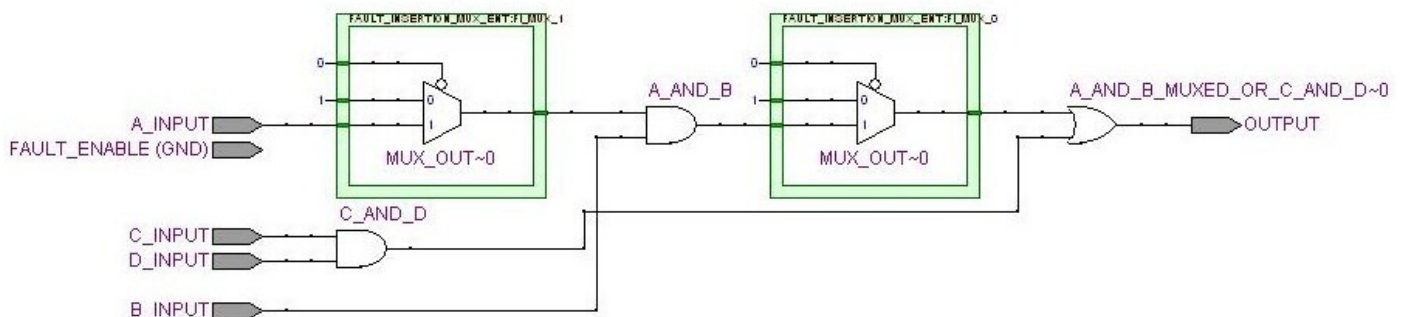 FAULT_INSERTION_MUX_ENT:FI_MUX_1
FAULT_INSERTION_MUX_ENT:FI_MUX_0
0
1
0
1
MUX_OUT~0
A_AND_B
0
1
0
1
MUX_OUT~0
A_AND_B_MUXED_OR_C_AND_D~0
OUTPUT
A_INPUT
FAULT_ENABLE (GND)
C_AND_D
C_INPUT
D_INPUT
B_INPUT